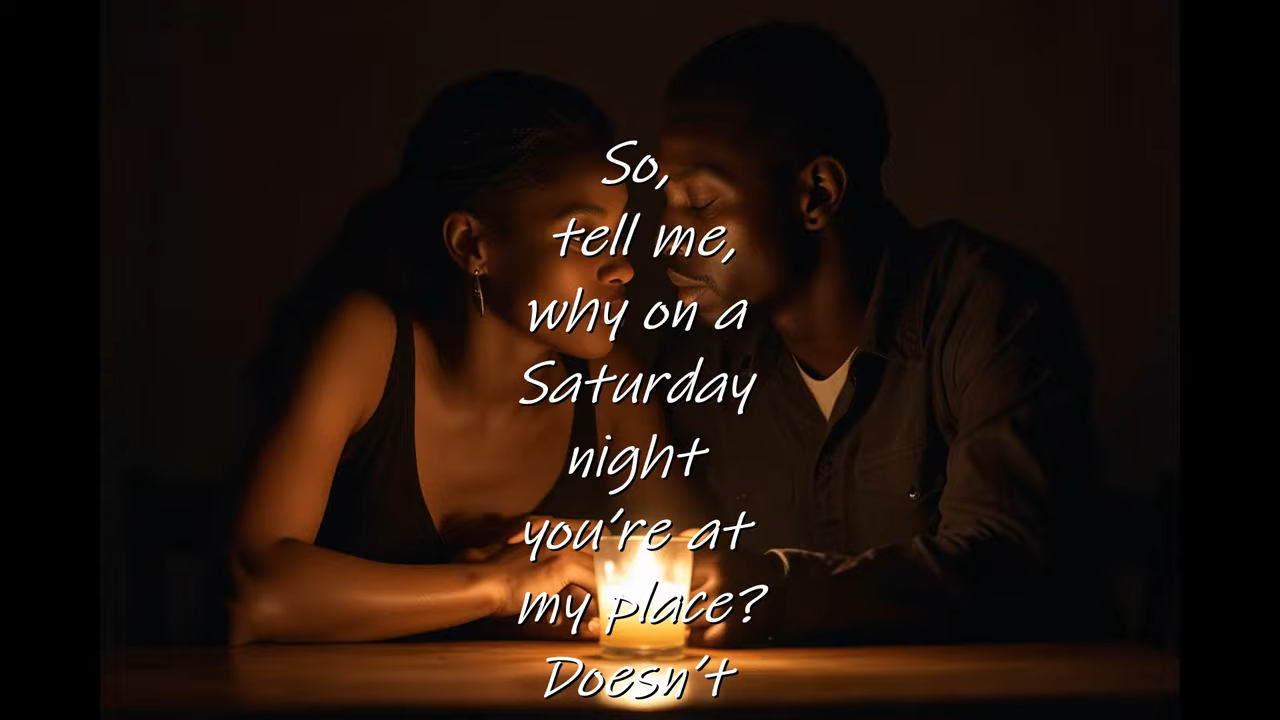 So,
tell me,
why on a
Saturday
night
you're at
my place?
Doesn't